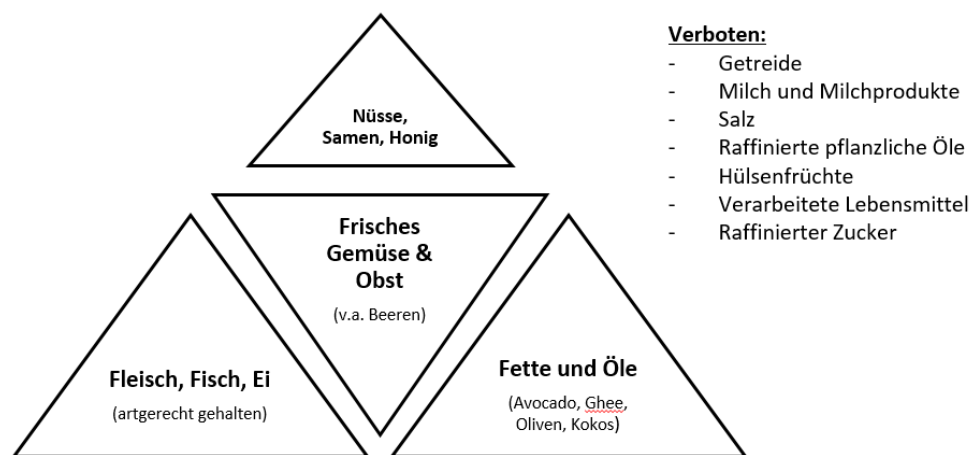 Nüsse,
Samen, Honig
Frisches
Gemüse &
Obst
(v.a. Beeren)
Fleisch, Fisch, Ei
(artgerecht gehalten)
Fette und Öle
(Avocado, Ghee,
Oliven, Kokos)
Verboten:
- Getreide
- Milch und Milchprodukte
- Salz
- Raffinierte pflanzliche Öle
- Hülsenfrüchte
- Verarbeitete Lebensmittel
- Raffinierter Zucker